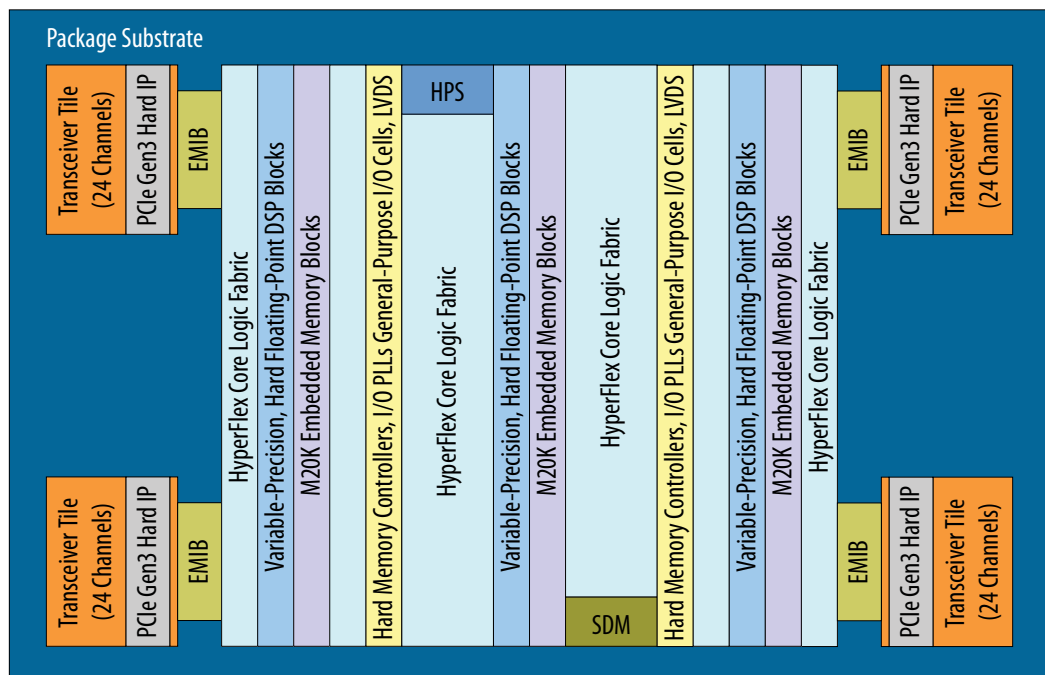 Package Substrate
Transceiver Tile
(24 Channels)
PCIe Gen3 Hard IP
EMIB
Transceiver Tile
(24 Channels)
PCIe Gen3 Hard IP
EMIB
HyperFlex Core Logic Fabric
Variable-Precision, Hard Floating-Point DSP Blocks
M20K Embedded Memory Blocks
Hard Memory Controllers, I/O PLLs General-Purpose I/O Cells, LVDS
HPS
HyperFlex Core Logic Fabric
Variable-Precision, Hard Floating-Point DSP Blocks
M20K Embedded Memory Blocks
HyperFlex Core Logic Fabric
SDM
Hard Memory Controllers, I/O PLLs General-Purpose I/O Cells, LVDS
Variable-Precision, Hard Floating-Point DSP Blocks
M20K Embedded Memory Blocks
HyperFlex Core Logic Fabric
EMIB
PCIe Gen3 Hard IP
Transceiver Tile
(24 Channels)
EMIB
PCIe Gen3 Hard IP
Transceiver Tile
(24 Channels)